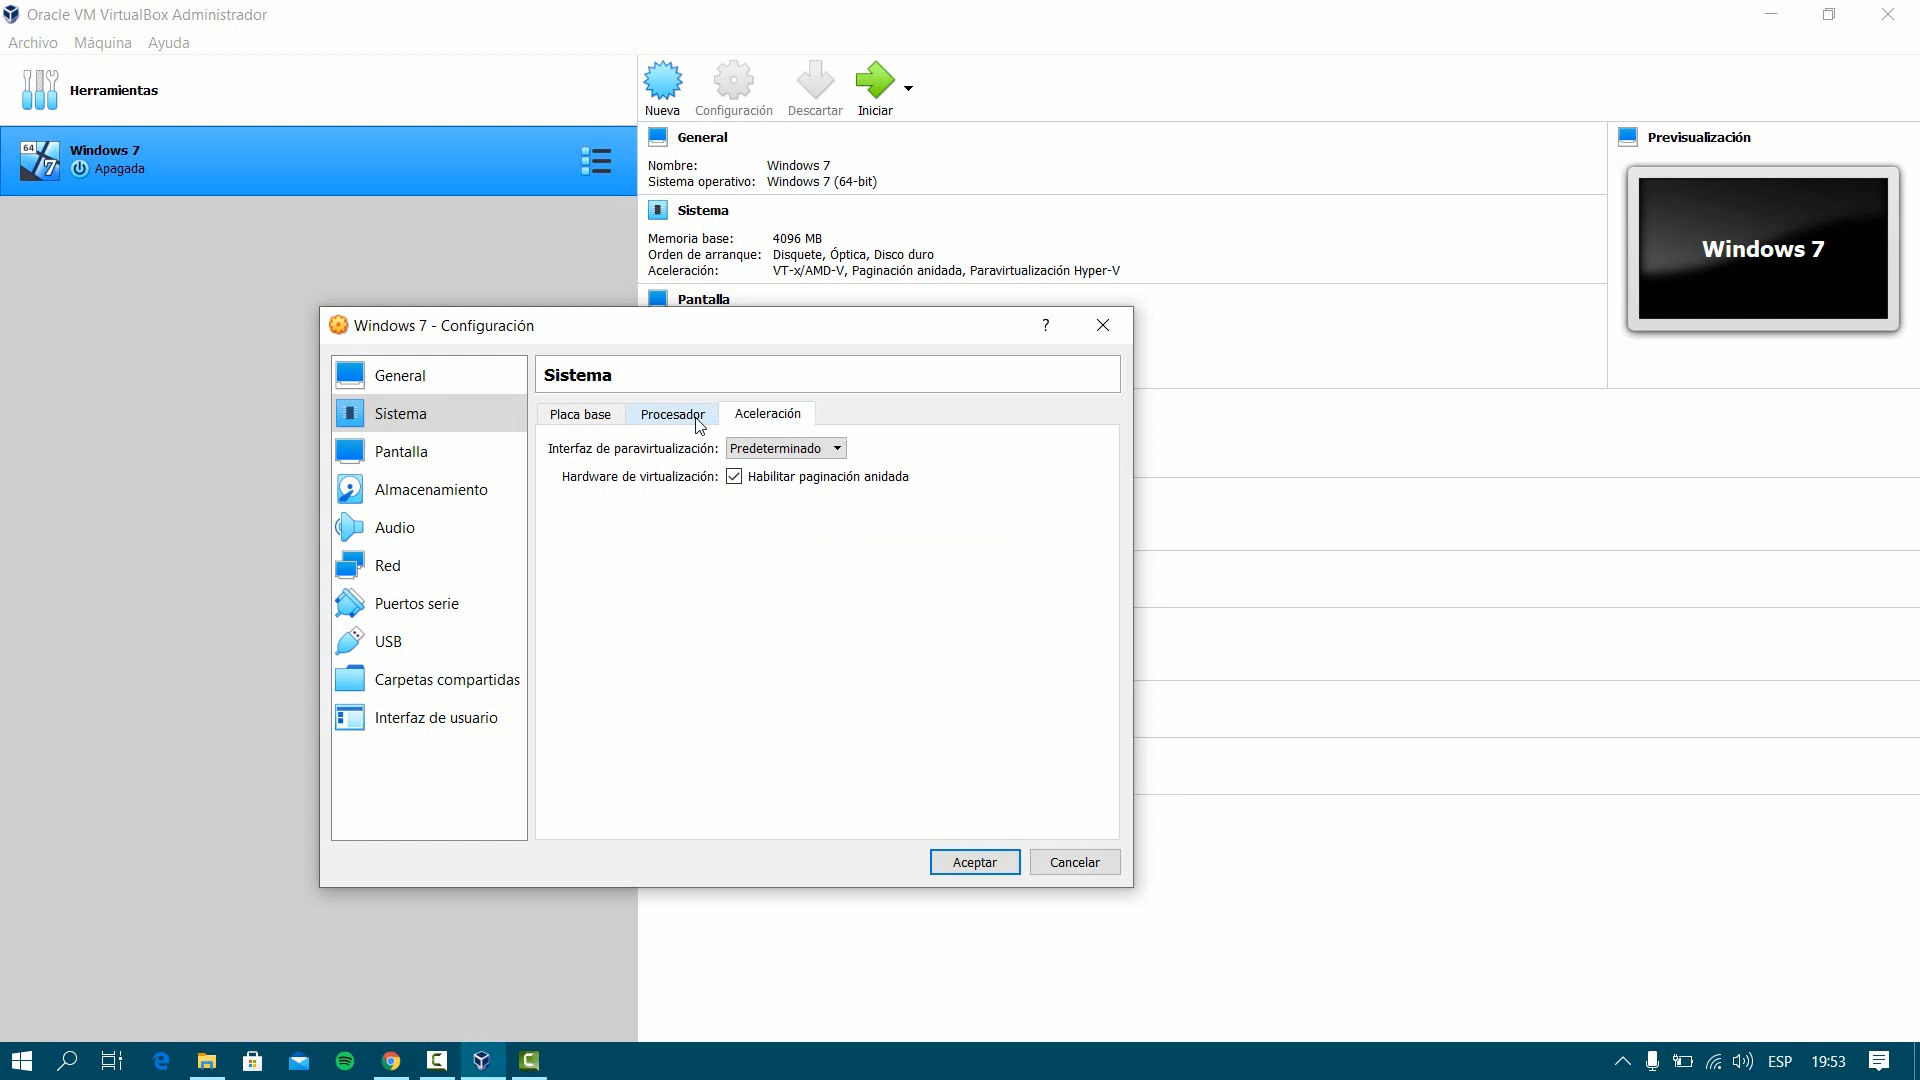 Oracle VM VirtualBox Administrador
Archivo Máquina Ayuda
Herramientas
64
7
Windows 7
Apagada
Nueva Configuración Descartar Iniciar
General
Nombre: Windows 7
Sistema operativo: Windows 7 (64-bit)
Sistema
Memoria base: 4096 MB
Orden de arranque: Disquete, Óptica, Disco duro
Aceleración: VT-x/AMD-V, Paginación anidada, Paravirtualización Hyper-V
Pantalla
Previsualización
Windows 7
Windows 7 - Configuración
?
General
Sistema
Pantalla
Almacenamiento
Audio
Red
Puertos serie
USB
Carpetas compartidas
Interfaz de usuario
Sistema
Placa base Procesador Aceleración
Interfaz de paravirtualización: Predeterminado
Hardware de virtualización: Habilitar paginación anidada
Aceptar Cancelar
ESP 19:53